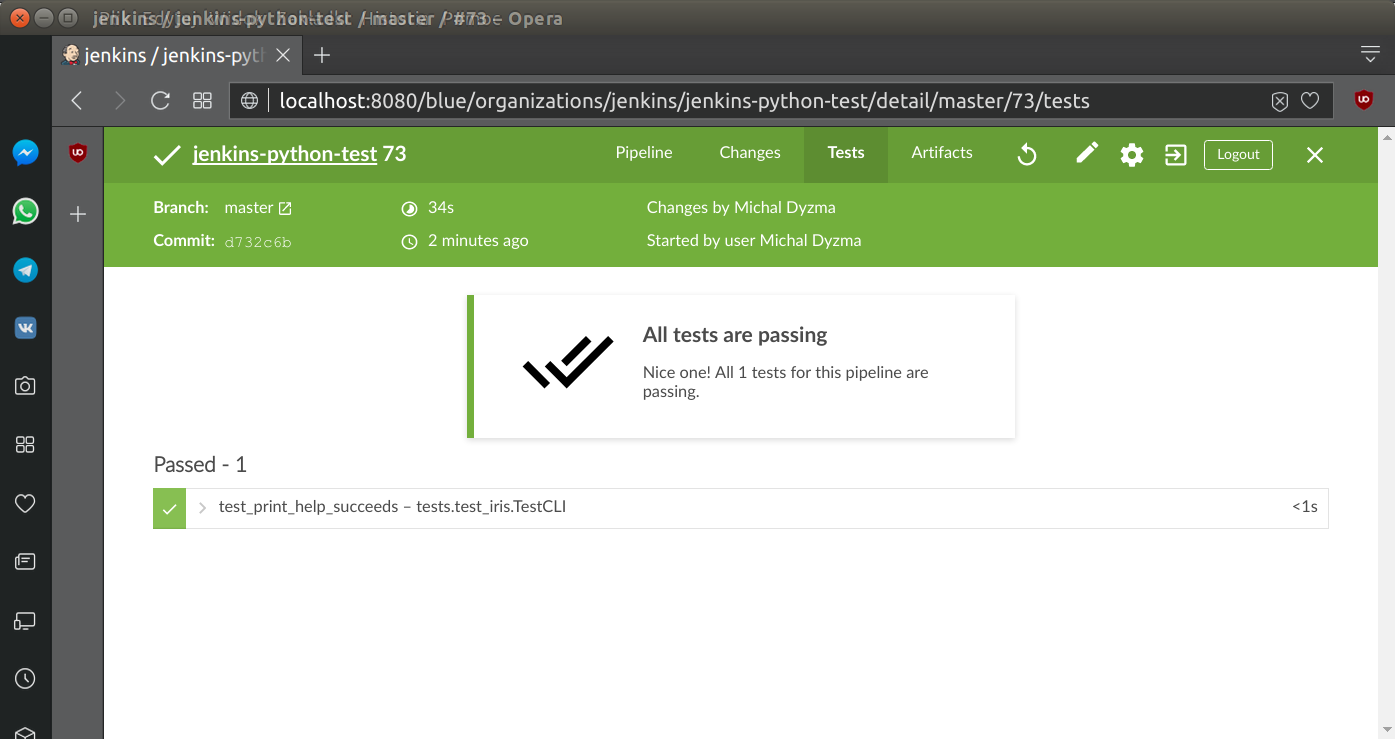 jenkins / jenkins-python-test / master / #73 - Opera
jenkins / jenkins-pyth
localhost:8080/blue/organizations/jenkins/jenkins-python-test/detail/master/73/tests
jenkins-python-test 73
Pipeline
Changes
Tests
Artifacts
Logout
Branch: master
34s
Changes by Michal Dyzma
Commit: d732c6b
2 minutes ago
Started by user Michal Dyzma
All tests are passing
Nice one! All 1 tests for this pipeline are
passing.
Passed - 1
test_print_help_succeeds – tests.test_iris.TestCLI
<1s